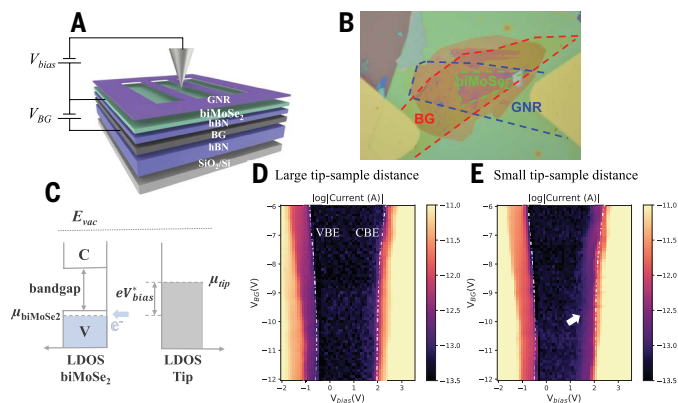 A
V_bias
V_BG
GNR
biMoSe₂
hBN
BG
hBN
SiO₂/Si
B
biMoSe₂
GNR
BG
C
E_vac
C
bandgap
μ_biMoSe2
V
e⁻
LDOS
biMoSe₂
eV*_bias
μ_tip
LDOS
Tip
D Large tip-sample distance
log|Current (A)|
VBE CBE
V_BG(V)
−6
−7
−8
−9
−10
−11
−12
−2 −1 0 1 2 3
V_bias(V)
−11.0
−11.5
−12.0
−12.5
−13.0
−13.5
E Small tip-sample distance
log|Current (A)|
V_BG(V)
−6
−7
−8
−9
−10
−11
−12
−2 −1 0 1 2 3
V_bias(V)
−11.0
−11.5
−12.0
−12.5
−13.0
−13.5